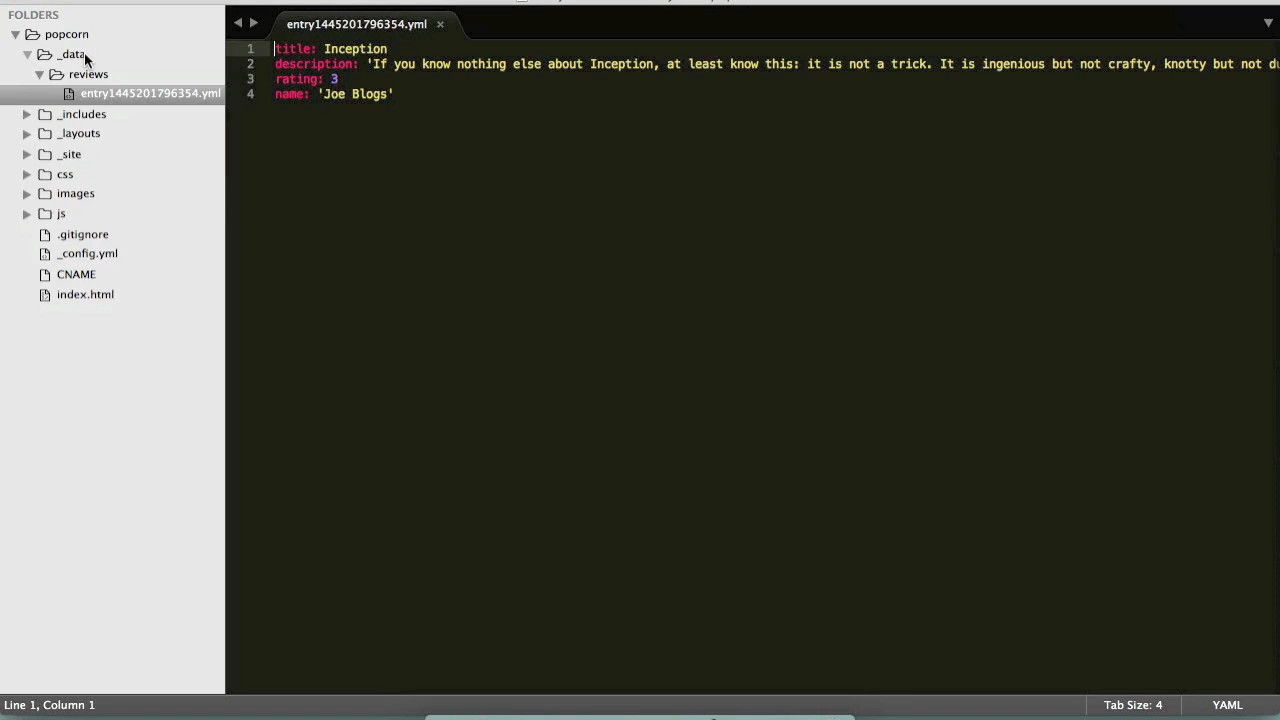 FOLDERS
popcorn
_data
reviews
entry1445201796354.yml
_includes
_layouts
_site
css
images
js
.gitignore
_config.yml
CNAME
index.html
entry1445201796354.yml ×
1 title: Inception
2 description: 'If you know nothing else about Inception, at least know this: it is not a trick. It is ingenious but not crafty, knotty but not
3 rating: 3
4 name: 'Joe Blogs'
Line 1, Column 1
Tab Size: 4
YAML